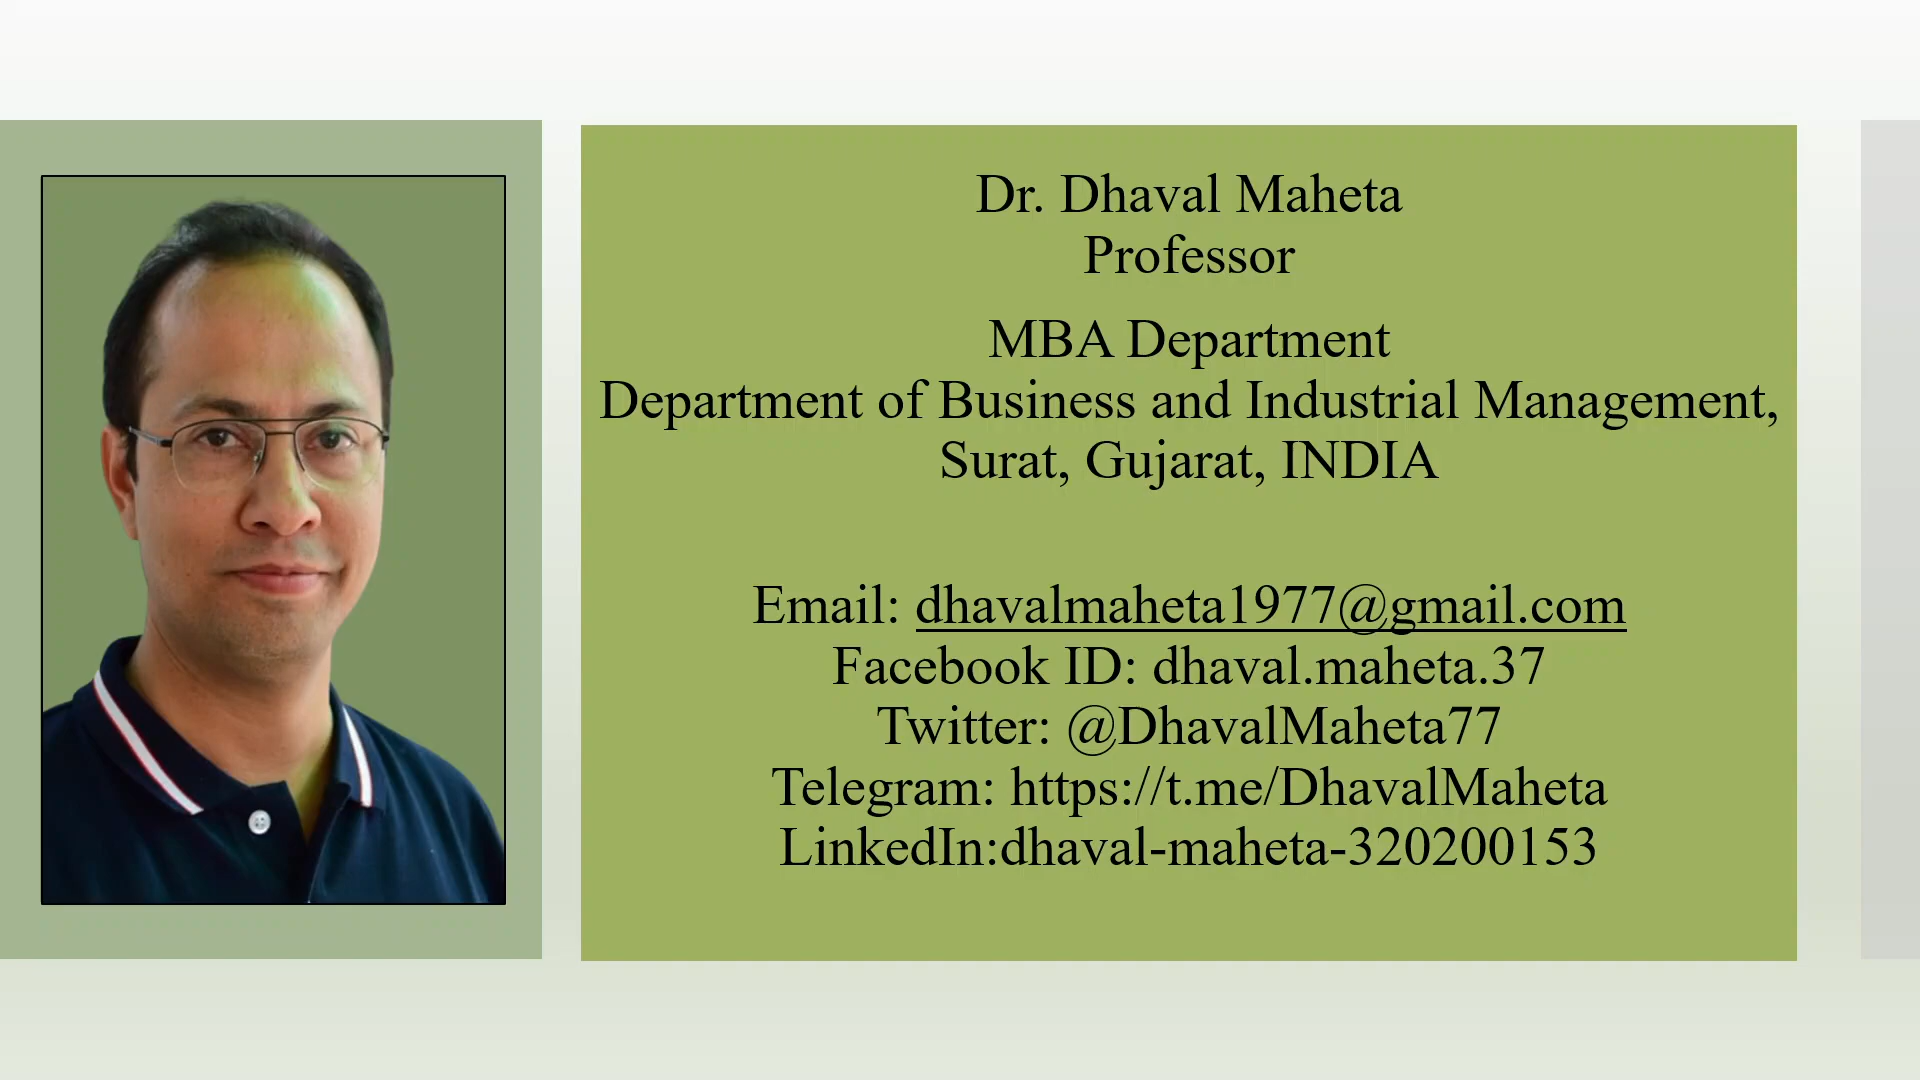 Dr. Dhaval Maheta
Professor
MBA Department
Department of Business and Industrial Management,
Surat, Gujarat, INDIA
Email: dhavalmaheta1977@gmail.com
Facebook ID: dhaval.maheta.37
Twitter: @DhavalMaheta77
Telegram: https://t.me/DhavalMaheta
LinkedIn:dhaval-maheta-320200153